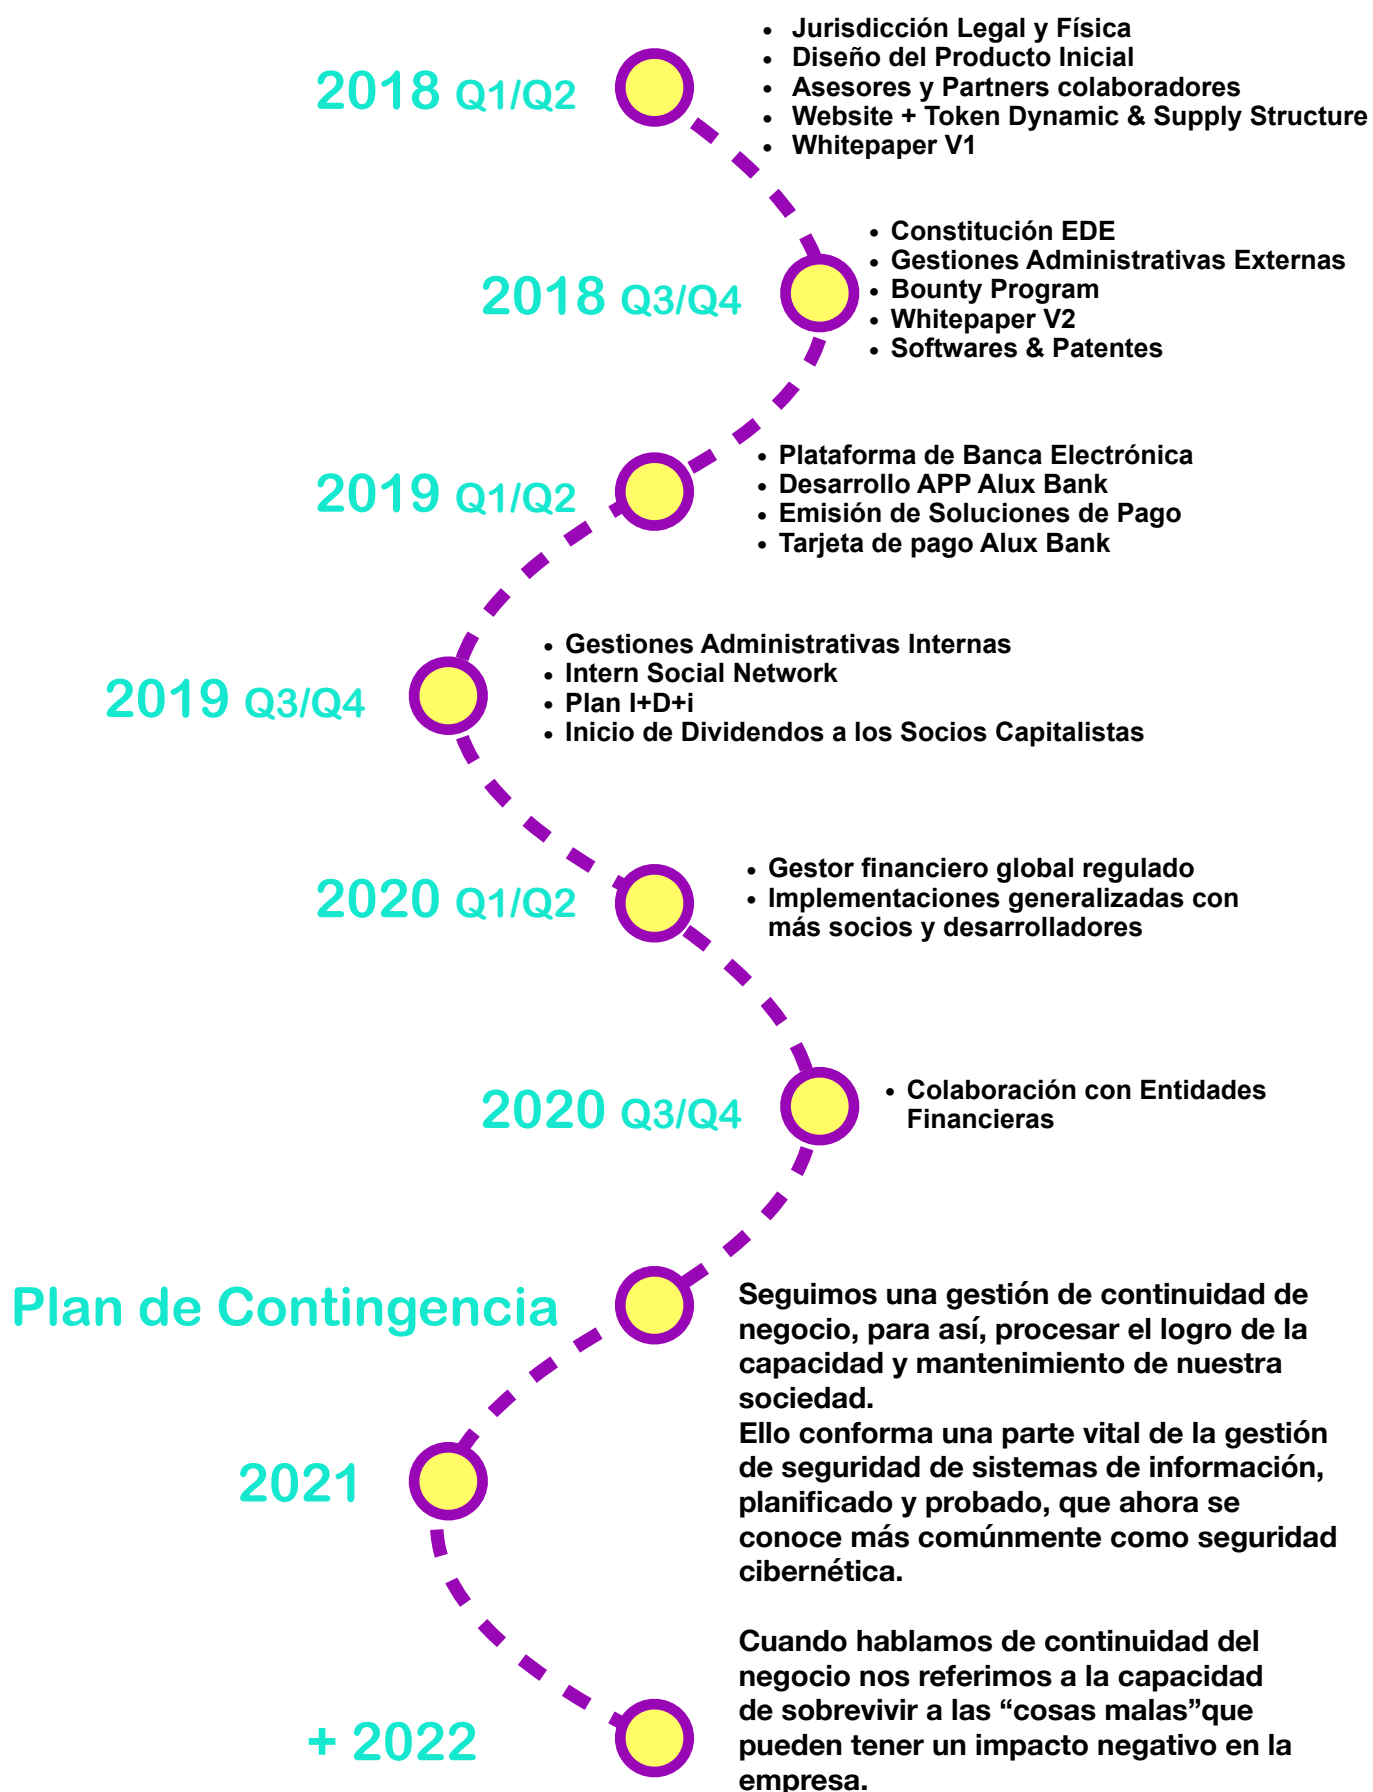 2018 Q1/Q2
• Jurisdicción Legal y Física
• Diseño del Producto Inicial
• Asesores y Partners colaboradores
• Website + Token Dynamic & Supply Structure
• Whitepaper V1
2018 Q3/Q4
• Constitución EDE
• Gestiones Administrativas Externas
• Bounty Program
• Whitepaper V2
• Softwares & Patentes
2019 Q1/Q2
• Plataforma de Banca Electrónica
• Desarrollo APP Alux Bank
• Emisión de Soluciones de Pago
• Tarjeta de pago Alux Bank
2019 Q3/Q4
• Gestiones Administrativas Internas
• Intern Social Network
• Plan I+D+i
• Inicio de Dividendos a los Socios Capitalistas
2020 Q1/Q2
• Gestor financiero global regulado
• Implementaciones generalizadas con
más socios y desarrolladores
2020 Q3/Q4
• Colaboración con Entidades
Financieras
Plan de Contingencia
Seguimos una gestión de continuidad de
negocio, para así, procesar el logro de la
capacidad y mantenimiento de nuestra
sociedad.
Ello conforma una parte vital de la gestión
de seguridad de sistemas de información,
planificado y probado, que ahora se
conoce más comúnmente como seguridad
cibernética.
2021
Cuando hablamos de continuidad del
negocio nos referimos a la capacidad
de sobrevivir a las “cosas malas”que
pueden tener un impacto negativo en la
empresa.
+ 2022